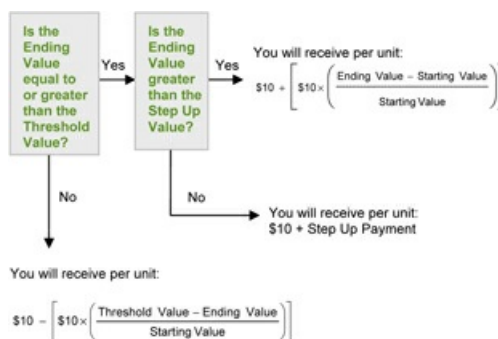 Is the
Ending
Value
equal to
or greater
than the
Threshold
Value?
Yes
Is the
Ending
Value
greater
than the
Step Up
Value?
Yes
You will receive per unit:
$10 + [$10×(Ending Value – Starting Value
Starting Value)
No
No
You will receive per unit:
$10 + Step Up Payment
You will receive per unit:
$10 – [$10×(Threshold Value – Ending Value
Starting Value)]